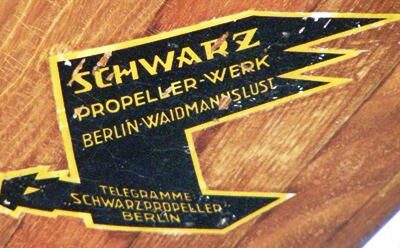 SCHWARZ
PROPELLER-WERK
BERLIN-WAIDMANNSLUST
TELEGRAMME:
„SCHWARZPROPELLER"
BERLIN